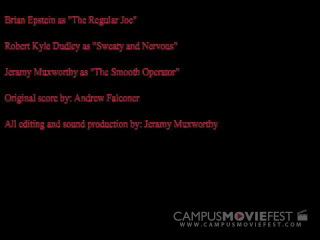 Brian Epstein as "The Regular Joe"
Robert Kyle Dudley as "Sweaty and Nervous"
Jeramy Muxworthy as "The Smooth Operator"
Original score by: Andrew Falconer
All editing and sound production by: Jeramy Muxworthy
CAMPUSMOVIEFEST
WWW.CAMPUSMOVIEFEST.COM